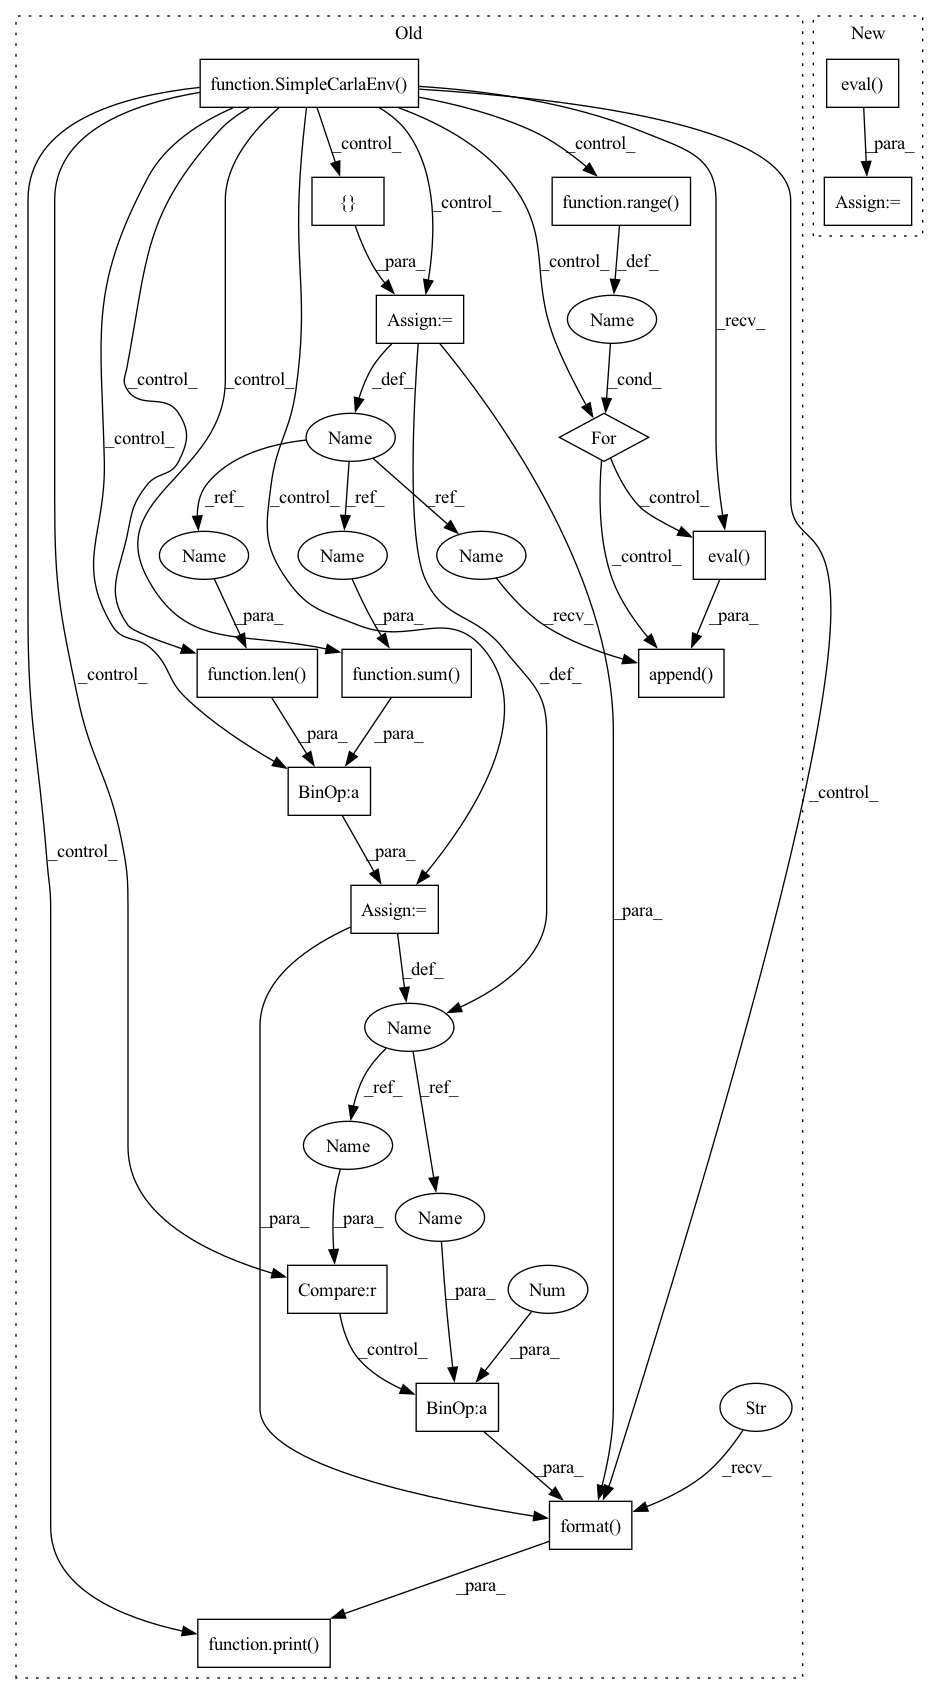 Old
New
function.SimpleCarlaEnv()
eval()
_control_
_control_
_para_
{}
function.range()
Assign:=
_control_
_para_
_control_
_def_
Assign:=
Name
_recv_
_control_
_control_
_def_
_cond_
_control_
Name
For
_ref_
_ref_
_ref_
_control_
_control_
Name
Name
Name
eval()
_control_
_para_
_para_
_recv_
_para_
function.len()
function.sum()
append()
_control_
_def_
_para_
_para_
BinOp:a
_control_
_control_
_para_
Assign:=
_para_
_def_
Name
_ref_
_ref_
Name
Name
_para_
_para_
Compare:r
Num
_para_
_control_
_para_
BinOp:a
Str
_para_
_recv_
format()
_para_
function.print()